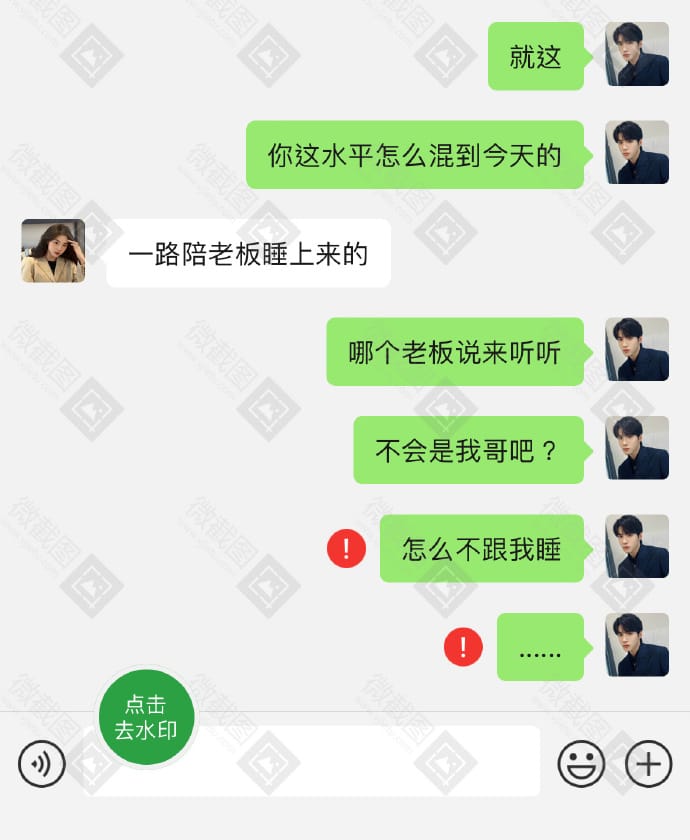 就这
你这水平怎么混到今天的
一路陪老板睡上来的
哪个老板说来听听
不会是我哥吧？
怎么不跟我睡
......
点击
去水印
微截图